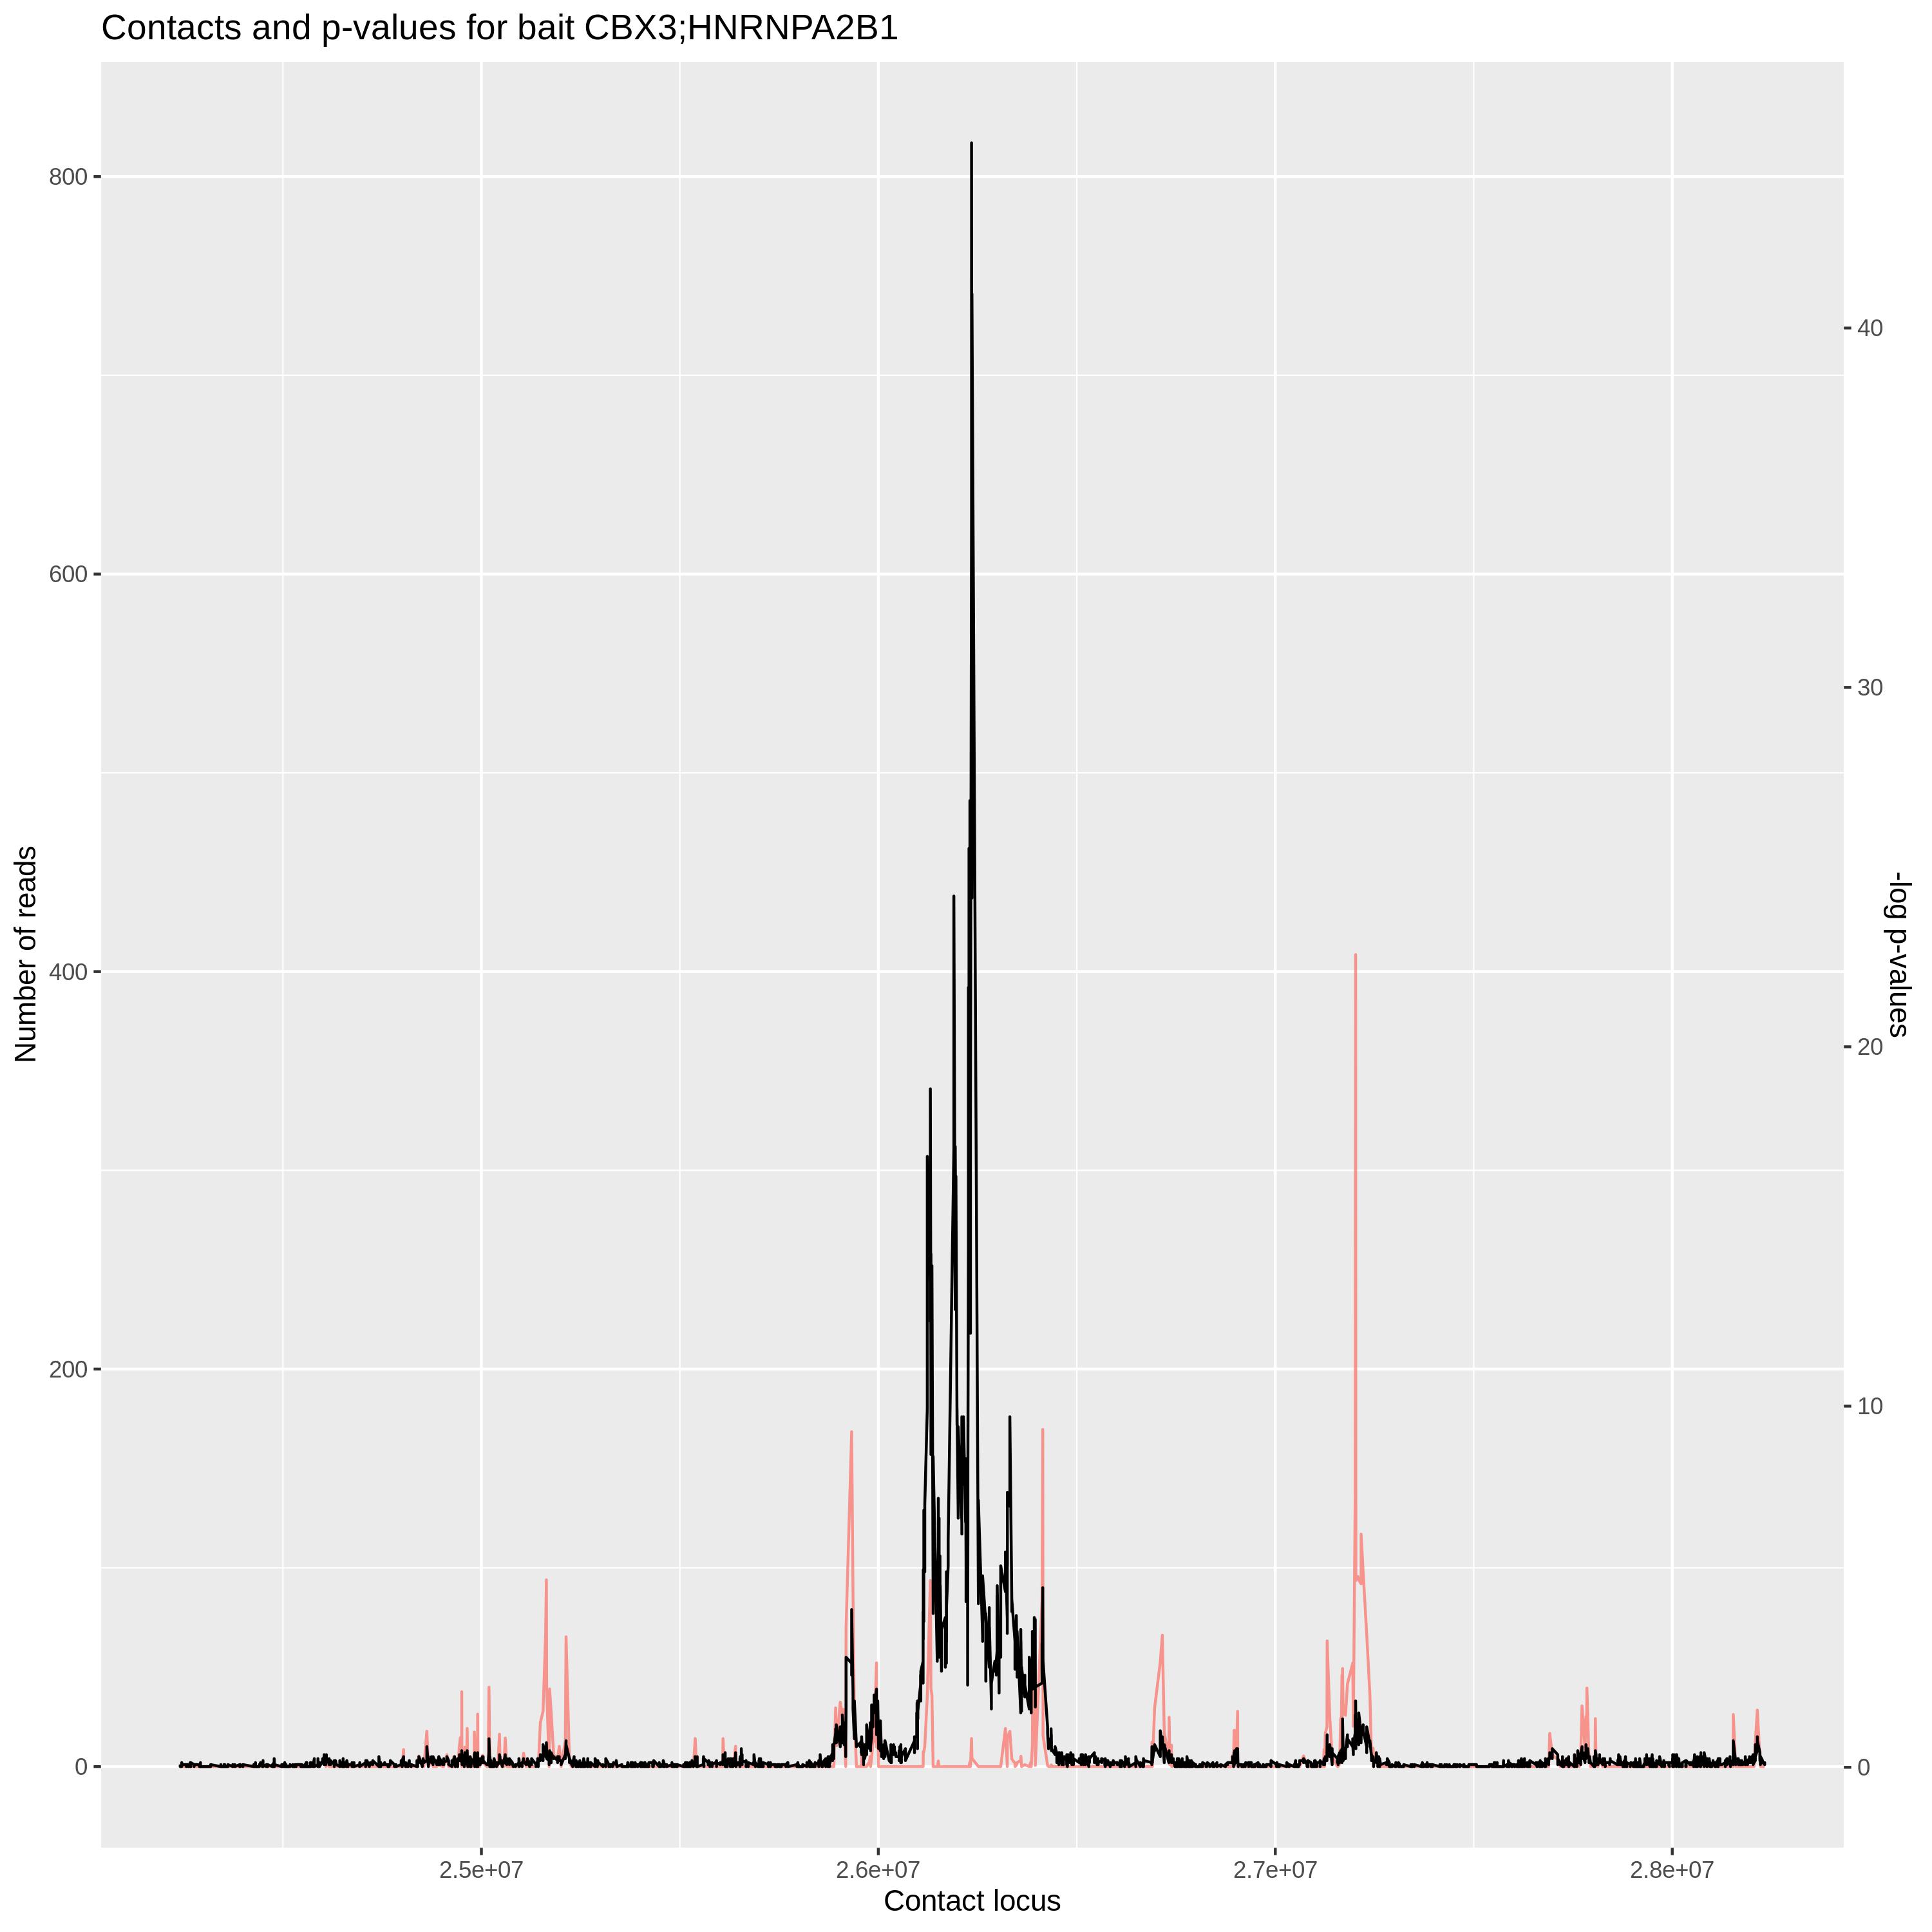 Contacts and p-values for bait CBX3;HNRNPA2B1
800
600
400
200
0
Number of reads
40
30
20
10
0
-log p-values
2.5e+07
2.6e+07
2.7e+07
2.8e+07
Contact locus